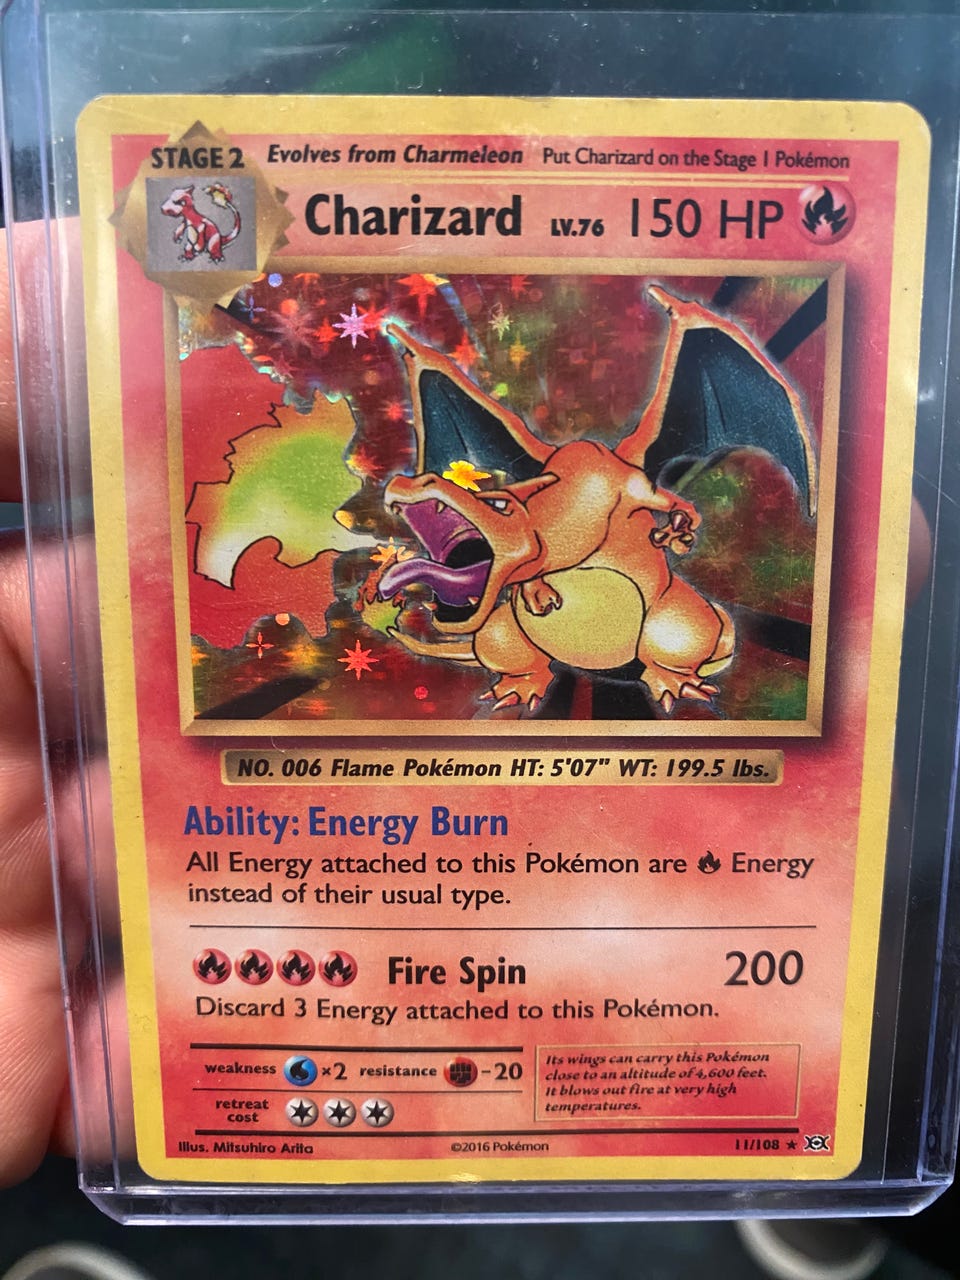 STAGE 2 Evolves from Charmeleon Put Charizard on the Stage 1 Pokémon
Charizard LV.76 150 HP
NO. 006 Flame Pokémon HT: 5'07" WT: 199.5 lbs.
Ability: Energy Burn
All Energy attached to this Pokémon are Energy
instead of their usual type.
Fire Spin 200
Discard 3 Energy attached to this Pokémon.
weakness ×2 resistance -20
retreat
cost
Its wings can carry this Pokémon
close to an altitude of 4,600 feet.
It blows out fire at very high
temperatures.
Illus. Mitsuhiro Arita ©2016 Pokémon 11/108 ★